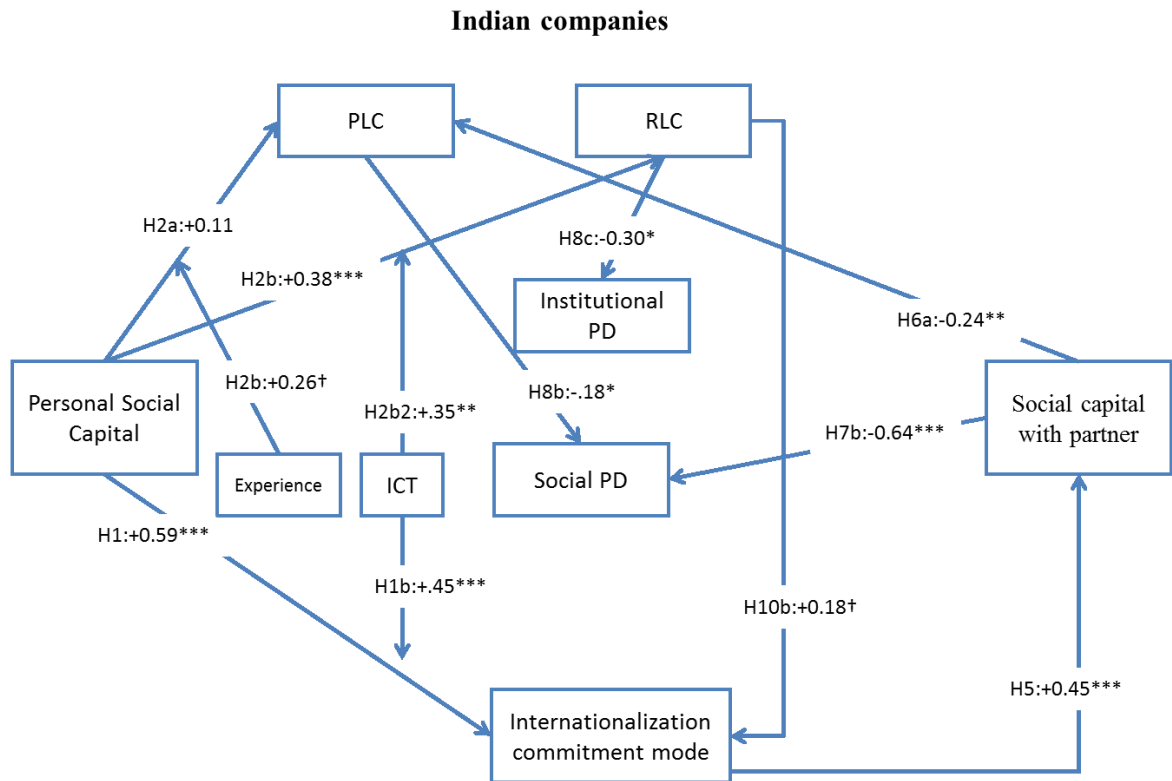 Indian companies
PLC
RLC
H2a:+0.11
H8c:-0.30*
H2b:+0.38***
Institutional
PD
H6a:-0.24**
Personal Social
Capital
H2b:+0.26†
H2b2:+.35**
H8b:-.18*
Social capital
with partner
H7b:-0.64***
Experience
ICT
Social PD
H1:+0.59***
H1b:+.45***
H10b:+0.18†
H5:+0.45***
Internationalization
commitment mode